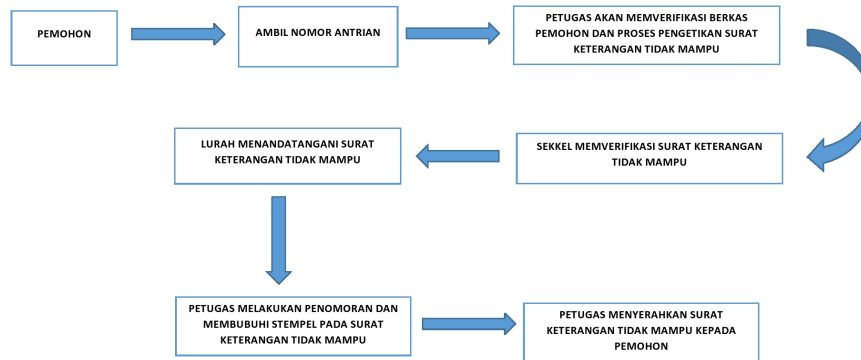 PEMOHON
AMBIL NOMOR ANTRIAN
PETUGAS AKAN MEMVERIFIKASI BERKAS
PEMOHON DAN PROSES PENGETIKAN SURAT
KETERANGAN TIDAK MAMPU
SEKKEL MEMVERIFIKASI SURAT KETERANGAN
TIDAK MAMPU
LURAH MENANDATANGANI SURAT
KETERANGAN TIDAK MAMPU
PETUGAS MELAKUKAN PENOMORAN DAN
MEMBUBUHI STEMPEL PADA SURAT
KETERANGAN TIDAK MAMPU
PETUGAS MENYERAHKAN SURAT
KETERANGAN TIDAK MAMPU KEPADA
PEMOHON